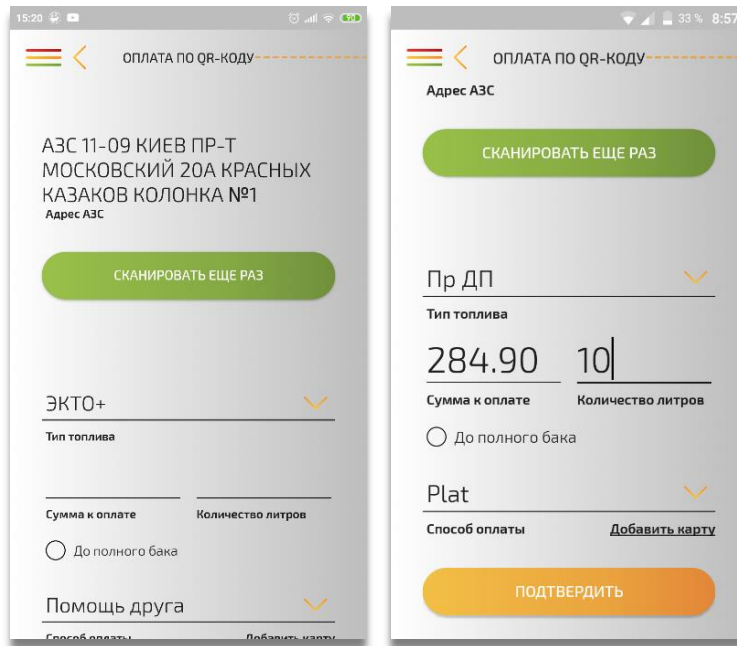 15:20
90
ОПЛАТА ПО QR-КОДУ
АЗС 11-09 КИЕВ ПР-Т
МОСКОВСКИЙ 20А КРАСНЫХ
КАЗАКОВ КОЛОНКА №1
Адрес АЗС
СКАНИРОВАТЬ ЕЩЕ РАЗ
ЭКТО+
Тип топлива
Сумма к оплате Количество литров
До полного бака
Помощь друга
Способ оплаты Добавить карту
33 % 8:57
ОПЛАТА ПО QR-КОДУ
Адрес АЗС
СКАНИРОВАТЬ ЕЩЕ РАЗ
Пр ДП
Тип топлива
284.90 10
Сумма к оплате Количество литров
До полного бака
Plat
Способ оплаты Добавить карту
ПОДТВЕРДИТЬ